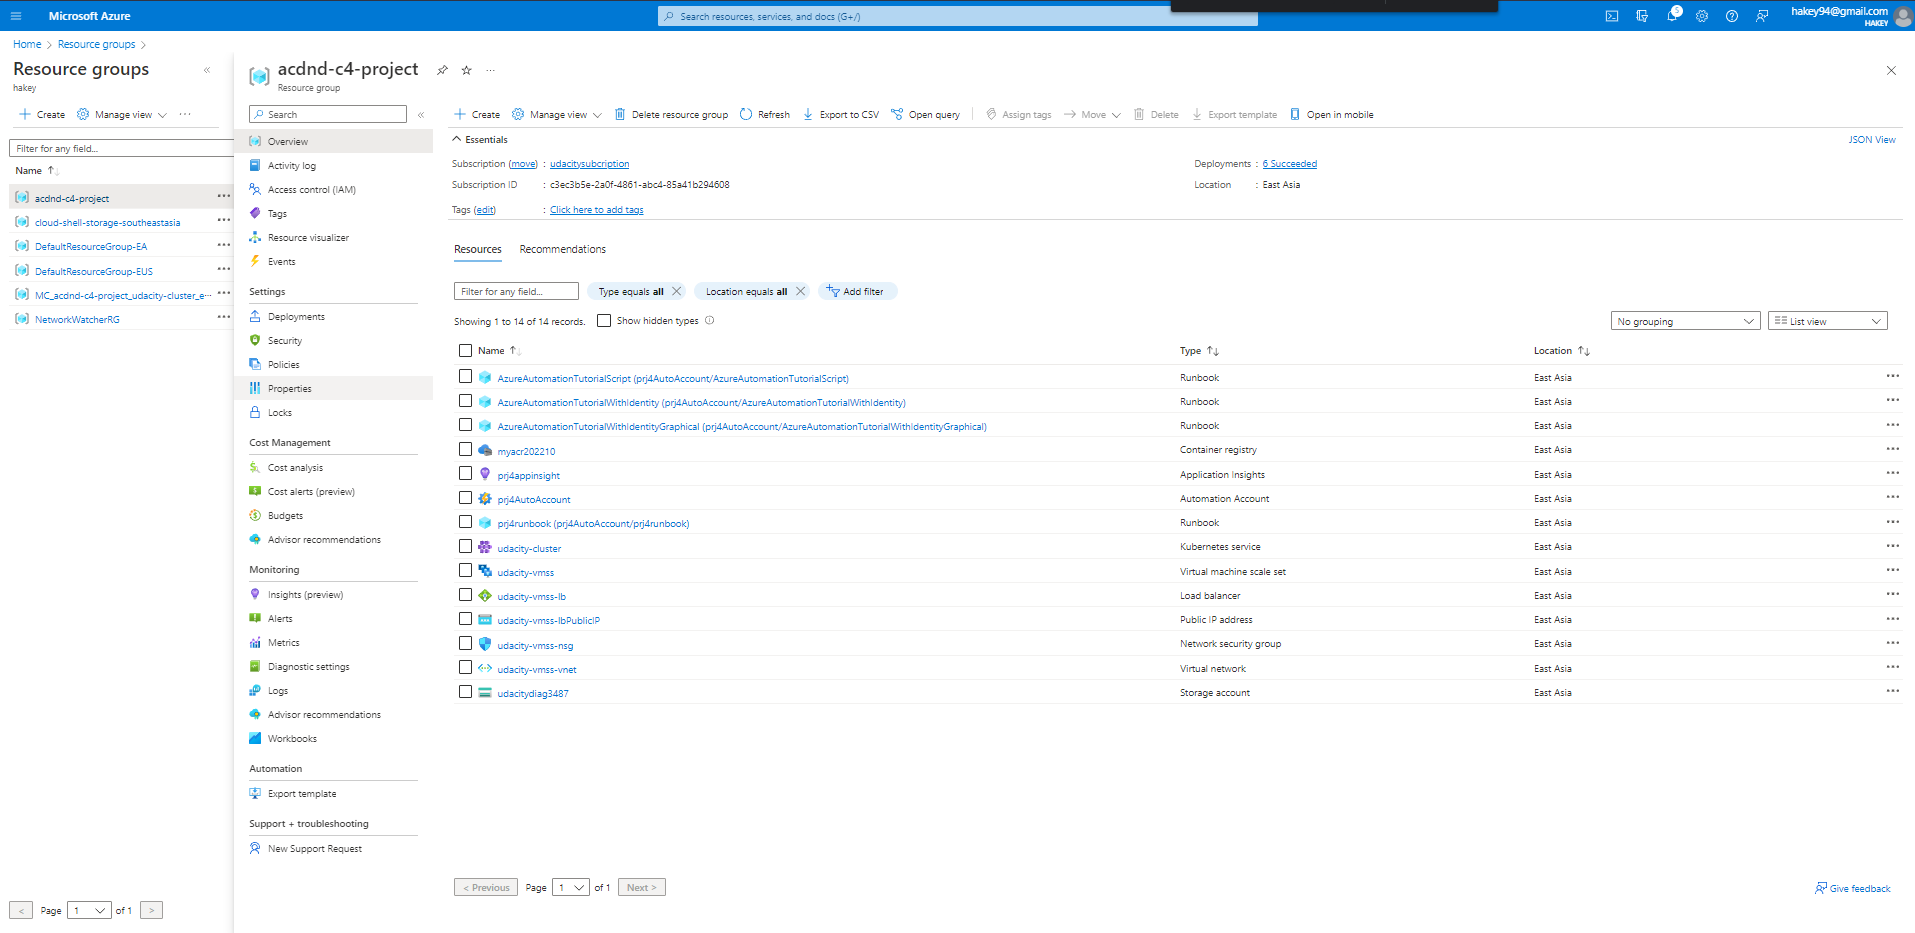 Microsoft Azure
Search resources, services, and docs (G+/)
5
hakey94@gmail.com
HAKEY
Home > Resource groups >
Resource groups
hakey
Create Manage view ...
Filter for any field...
Name
acdnd-c4-project
cloud-shell-storage-southeastasia
DefaultResourceGroup-EA
DefaultResourceGroup-EUS
MC_acdnd-c4-project_udacity-cluster_e...
NetworkWatcherRG
< Page 1 of 1 >
acdnd-c4-project
Resource group
Search
Overview
Activity log
Access control (IAM)
Tags
Resource visualizer
Events
Settings
Deployments
Security
Policies
Properties
Locks
Cost Management
Cost analysis
Cost alerts (preview)
Budgets
Advisor recommendations
Monitoring
Insights (preview)
Alerts
Metrics
Diagnostic settings
Logs
Advisor recommendations
Workbooks
Automation
Export template
Support + troubleshooting
New Support Request
Create Manage view Delete resource group Refresh Export to CSV Open query Assign tags Move Delete Export template Open in mobile
Essentials
JSON View
Subscription (move) : udacitysubcription
Deployments : 6 Succeeded
Subscription ID : c3ec3b5e-2a0f-4861-abc4-85a41b294608
Location : East Asia
Tags (edit) : Click here to add tags
Resources Recommendations
Filter for any field... Type equals all Location equals all Add filter
Showing 1 to 14 of 14 records. Show hidden types
No grouping List view
Name Type Location
AzureAutomationTutorialScript (prj4AutoAccount/AzureAutomationTutorialScript) Runbook East Asia
AzureAutomationTutorialWithIdentity (prj4AutoAccount/AzureAutomationTutorialWithIdentity) Runbook East Asia
AzureAutomationTutorialWithIdentityGraphical (prj4AutoAccount/AzureAutomationTutorialWithIdentityGraphical) Runbook East Asia
myacr202210 Container registry East Asia
prj4appinsight Application Insights East Asia
prj4AutoAccount Automation Account East Asia
prj4runbook (prj4AutoAccount/prj4runbook) Runbook East Asia
udacity-cluster Kubernetes service East Asia
udacity-vmss Virtual machine scale set East Asia
udacity-vmss-lb Load balancer East Asia
udacity-vmss-lbPublicIP Public IP address East Asia
udacity-vmss-nsg Network security group East Asia
udacity-vmss-vnet Virtual network East Asia
udacitydiag3487 Storage account East Asia
< Previous Page 1 of 1 Next >
Give feedback